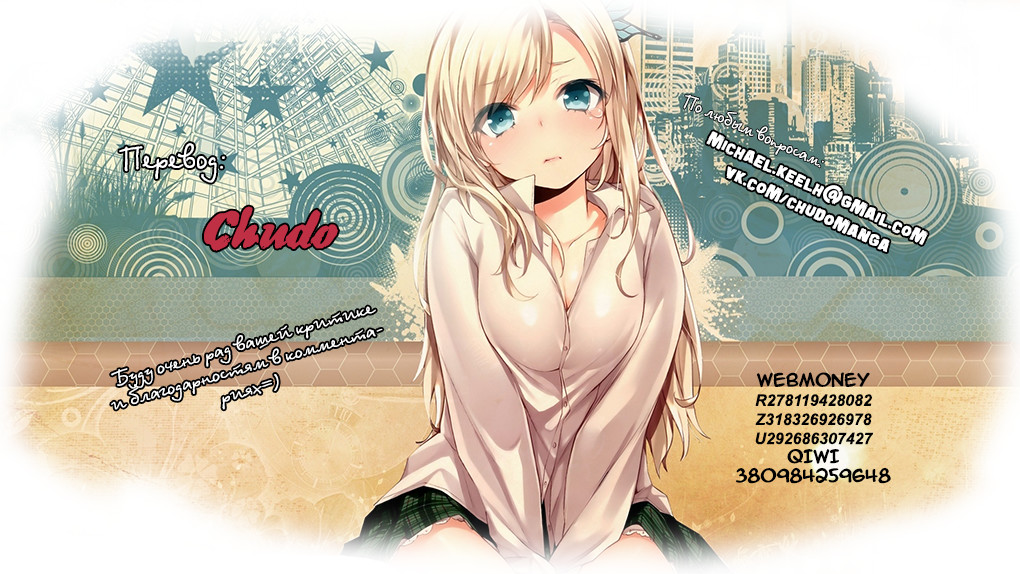 Перевод:
Chudo
Буду очень рад вашей критике
и благодарностям в коммента-
риях=)
По любым вопросам:
Michael.keelh@gmail.com
vk.com/chudomanga
WEBMONEY
R278119428082
Z318326926978
U292686307427
QIWI
380984259648